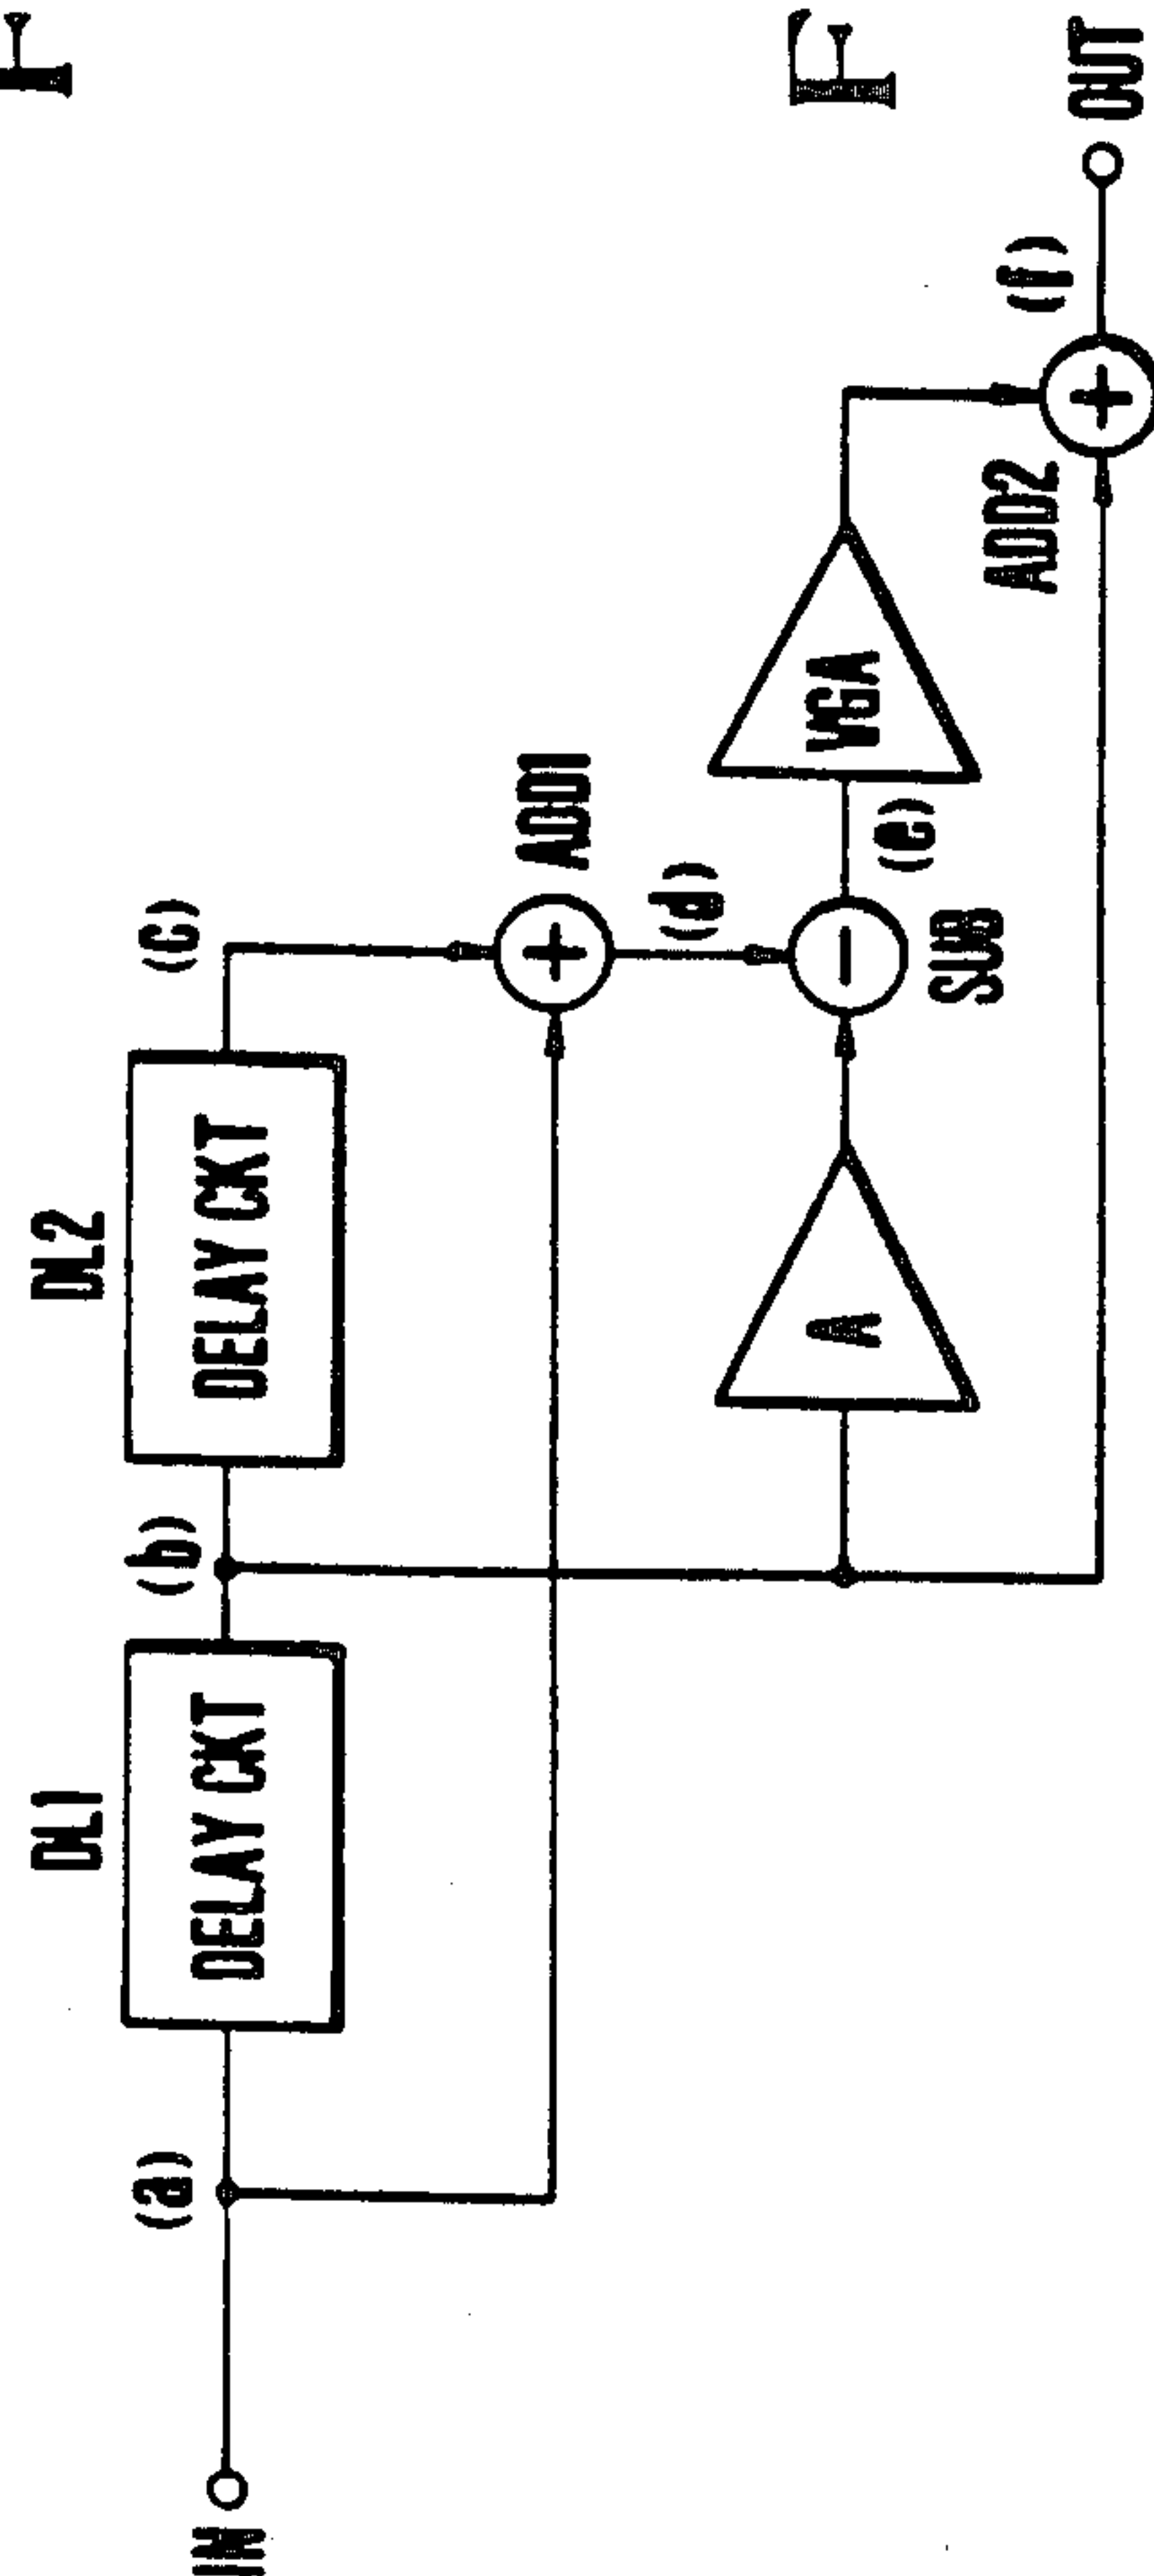 DL1
DL2
IN
(a)
DELAY CKT
(b)
DELAY CKT
(c)
ADD1
(d)
A
SUB
(e)
VGA
ADD2
(f)
OUT
F
F